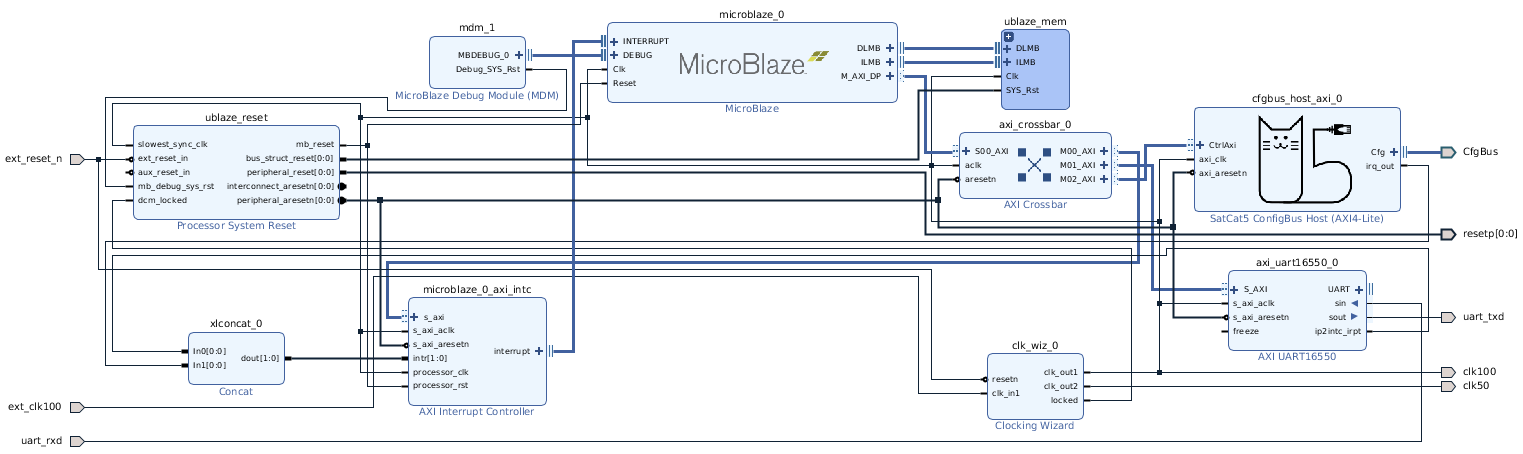 mdm_1
MBDEBUG_0
Debug_SYS_Rst
MicroBlaze Debug Module (MDM)
microblaze_0
INTERRUPT
DEBUG
Clk
Reset
MicroBlaze
DLMB
ILMB
M_AXI_DP
MicroBlaze
ublaze_mem
DLMB
ILMB
Clk
SYS_Rst
ext_reset_n
ublaze_reset
slowest_sync_clk
ext_reset_in
aux_reset_in
mb_debug_sys_rst
dcm_locked
mb_reset
bus_struct_reset[0:0]
peripheral_reset[0:0]
interconnect_aresetn[0:0]
peripheral_aresetn[0:0]
Processor System Reset
axi_crossbar_0
S00_AXI
aclk
aresetn
M00_AXI
M01_AXI
M02_AXI
AXI Crossbar
cfgbus_host_axi_0
CtrlAxi
axi_clk
axi_aresetn
Cfg
irq_out
SatCat5 ConfigBus Host (AXI4-Lite)
CfgBus
resetp[0:0]
axi_uart16550_0
S_AXI
s_axi_aclk
s_axi_aresetn
freeze
UART
sin
sout
ip2intc_irpt
AXI UART16550
uart_txd
xlconcat_0
In0[0:0]
In1[0:0]
dout[1:0]
Concat
microblaze_0_axi_intc
s_axi
s_axi_aclk
s_axi_aresetn
intr[1:0]
processor_clk
processor_rst
interrupt
AXI Interrupt Controller
clk_wiz_0
resetn
clk_in1
clk_out1
clk_out2
locked
Clocking Wizard
clk100
clk50
ext_clk100
uart_rxd